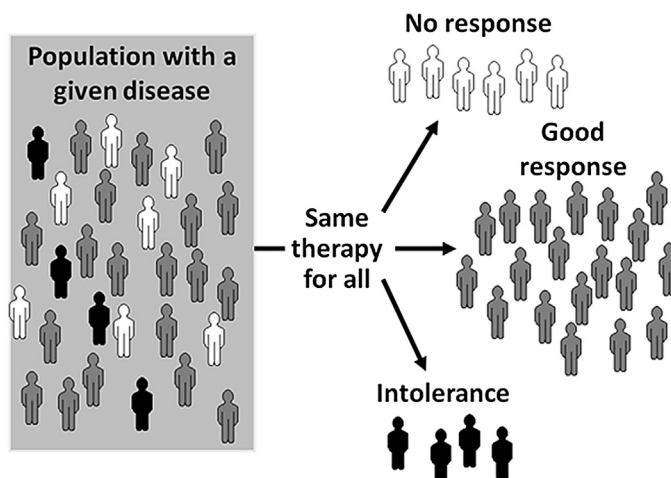 Population with a
given disease
No response
Good
response
Same
therapy
for all
Intolerance